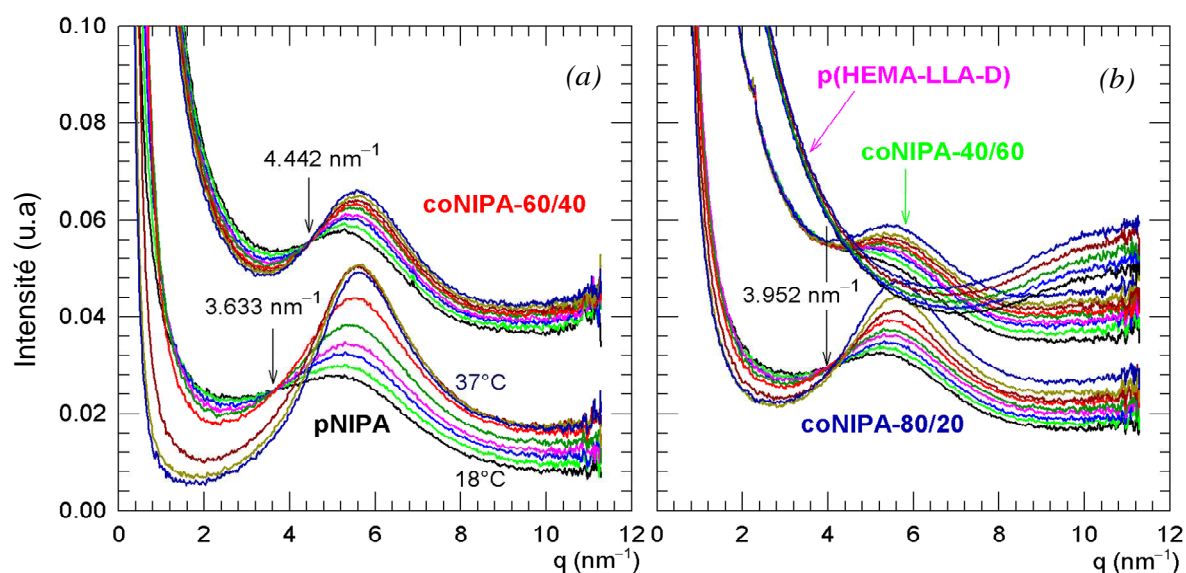 Intensité (u.a)
0.10
0.08
0.06
0.04
0.02
0.00
(a)
4.442 nm⁻¹
coNIPA-60/40
3.633 nm⁻¹
37°C
pNIPA
18°C
0 2 4 6 8 10 12
q (nm⁻¹)
(b)
p(HEMA-LLA-D)
coNIPA-40/60
3.952 nm⁻¹
coNIPA-80/20
2 4 6 8 10 12
q (nm⁻¹)